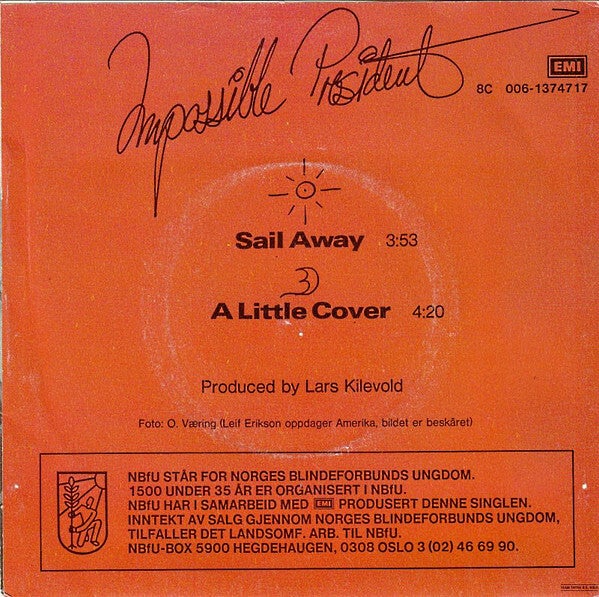 Impossible President
EMI
8C 006-1374717
Sail Away 3:53
A Little Cover 4:20
Produced by Lars Kilevold
Foto: O. Væring (Leif Erikson oppdager Amerika, bildet er beskåret)
NBfU STÅR FOR NORGES BLINDEFORBUNDS UNGDOM.
1500 UNDER 35 ÅR ER ORGANISERT I NBfU.
NBfU HAR I SAMARBEID MED EMI PRODUSERT DENNE SINGLEN.
INNTEKT AV SALG GJENNOM NORGES BLINDEFORBUNDS UNGDOM,
TILFALLER DET LANDSOMF. ARB. TIL NBfU.
NBfU-BOX 5900 HEGDEHAUGEN, 0308 OSLO 3 (02) 46 69 90.